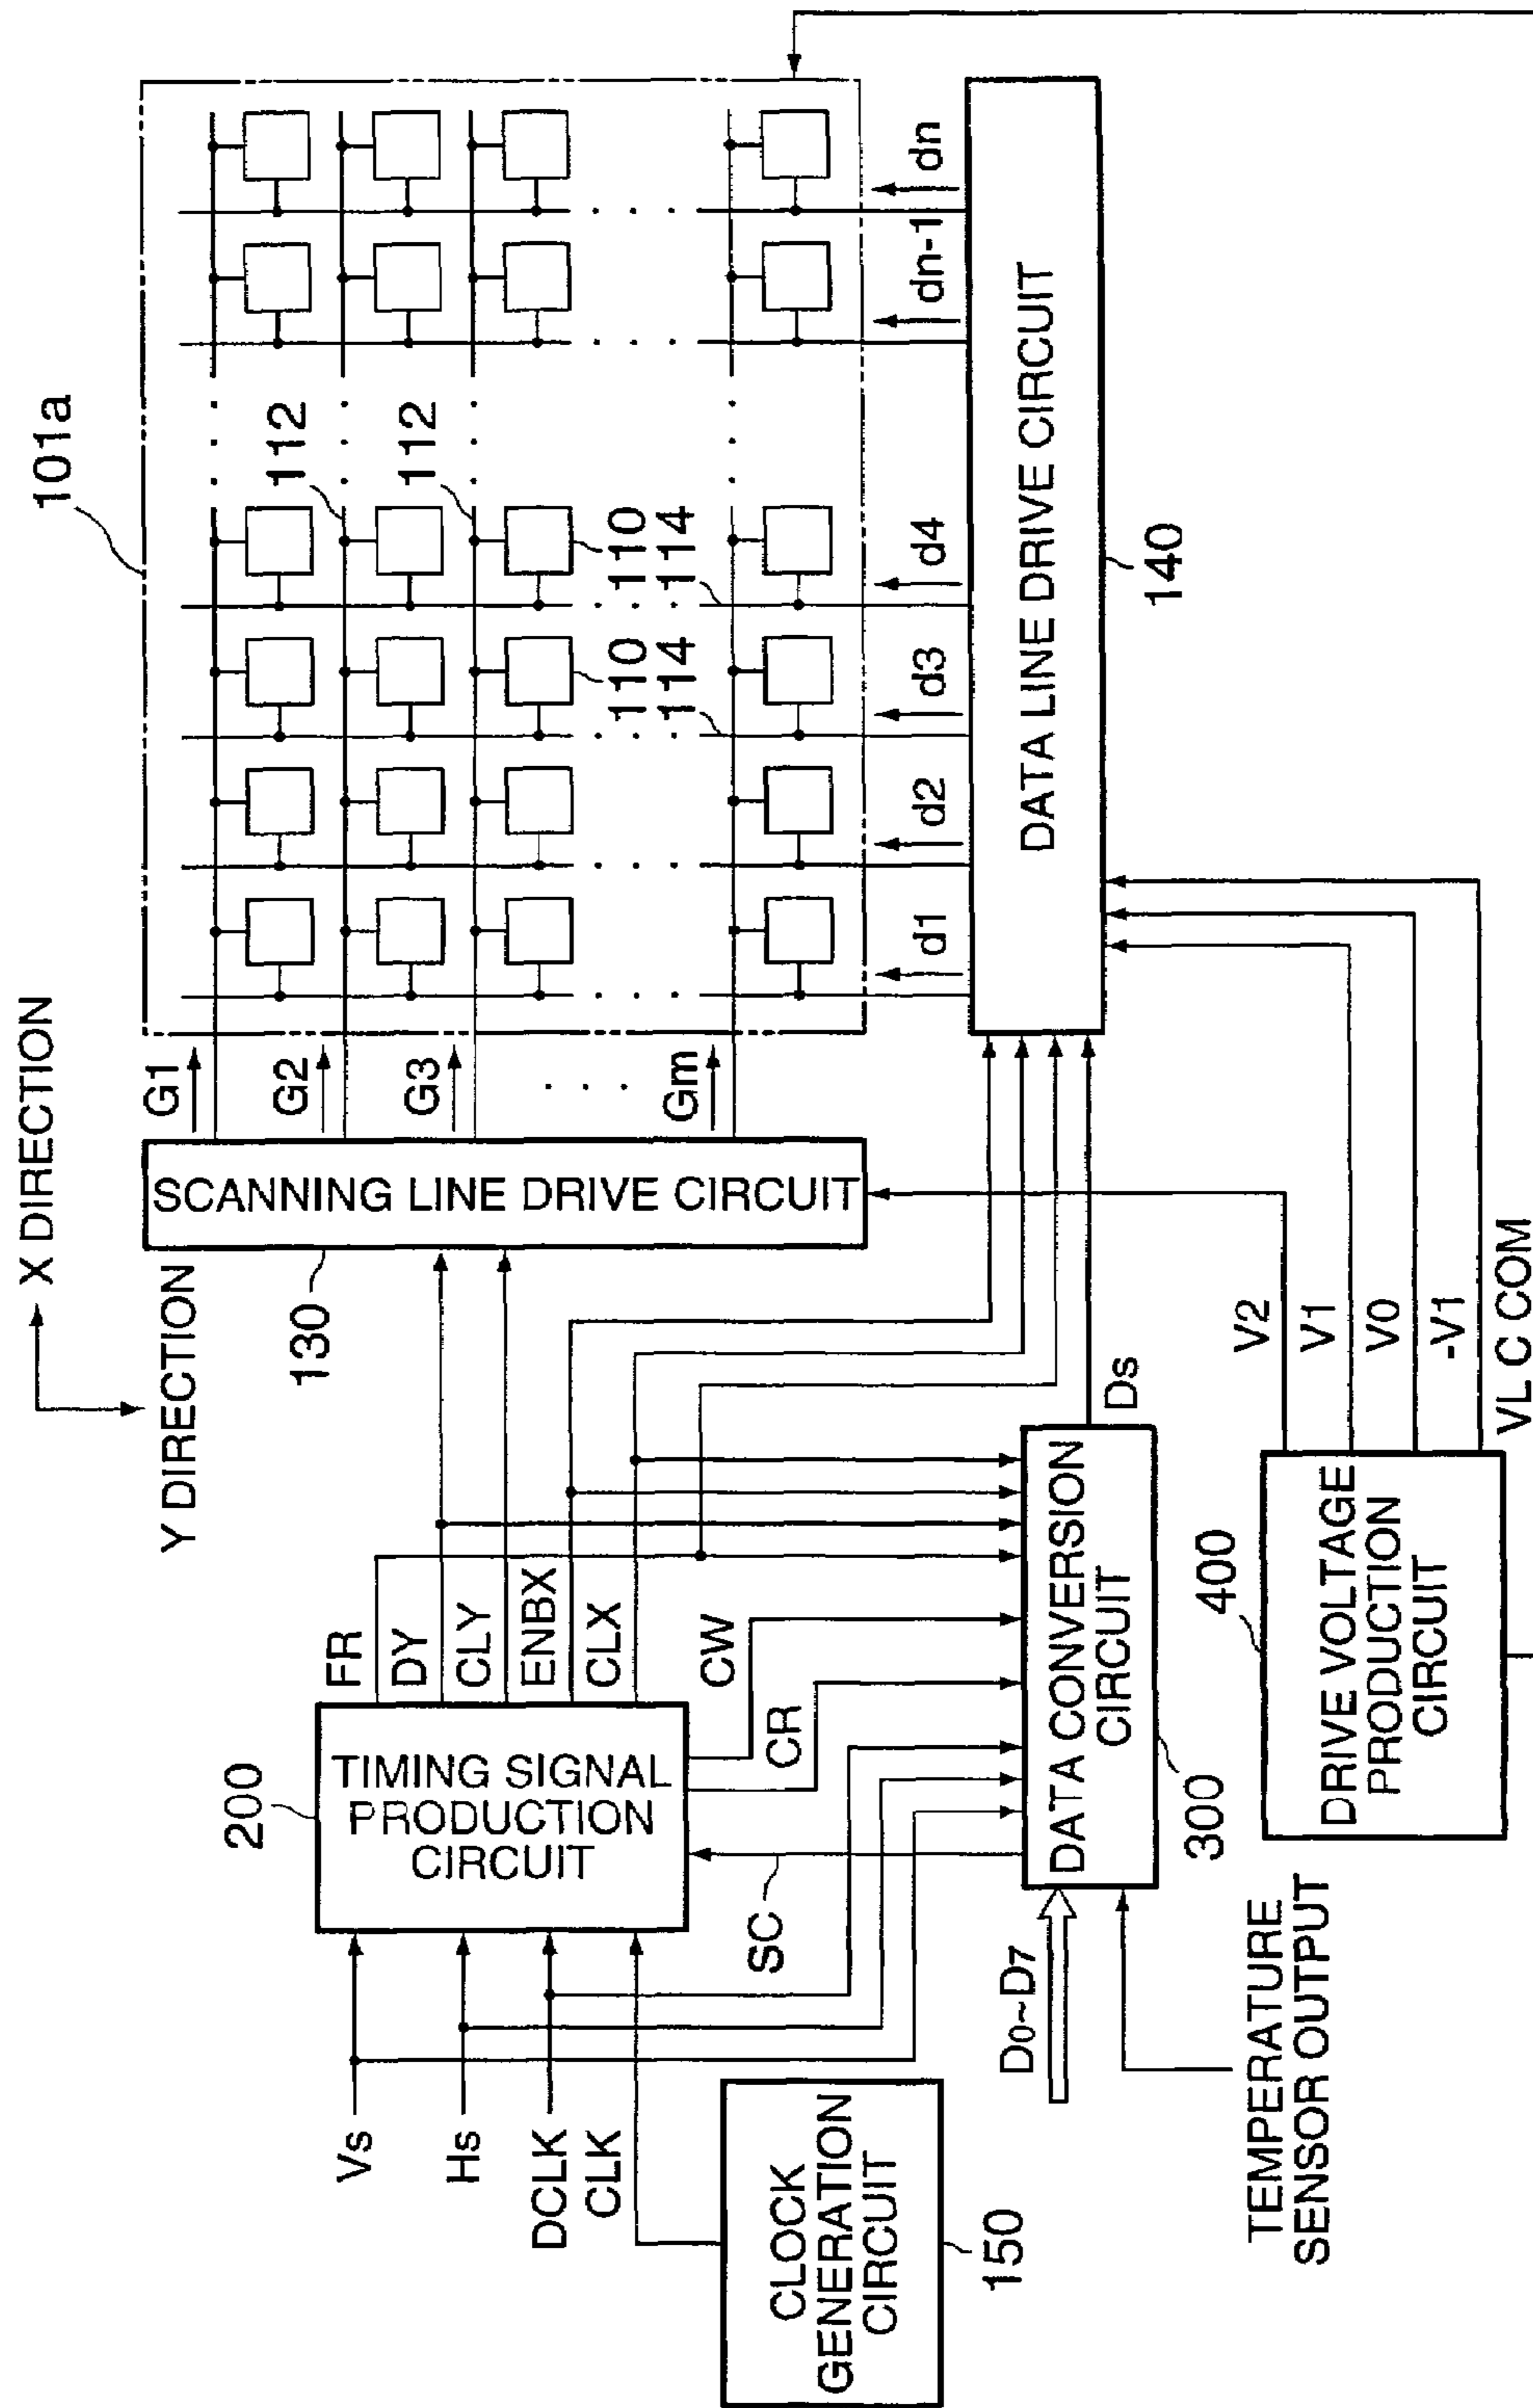 X DIRECTION
Y DIRECTION
101a
G1
G2
G3
Gm
112
112
110
114
110
114
SCANNING LINE DRIVE CIRCUIT
130
d1
d2
d3
d4
dn-1
dn
DATA LINE DRIVE CIRCUIT
140
FR
DY
CLY
ENBX
CLX
CW
CR
200
TIMING SIGNAL
PRODUCTION
CIRCUIT
Vs
Hs
DCLK
CLK
SC
CLOCK
GENERATION
CIRCUIT
150
D0~D7
DATA CONVERSION
CIRCUIT
300
Ds
TEMPERATURE
SENSOR OUTPUT
400
DRIVE VOLTAGE
PRODUCTION
CIRCUIT
V2
V1
V0
-V1
VL C COM